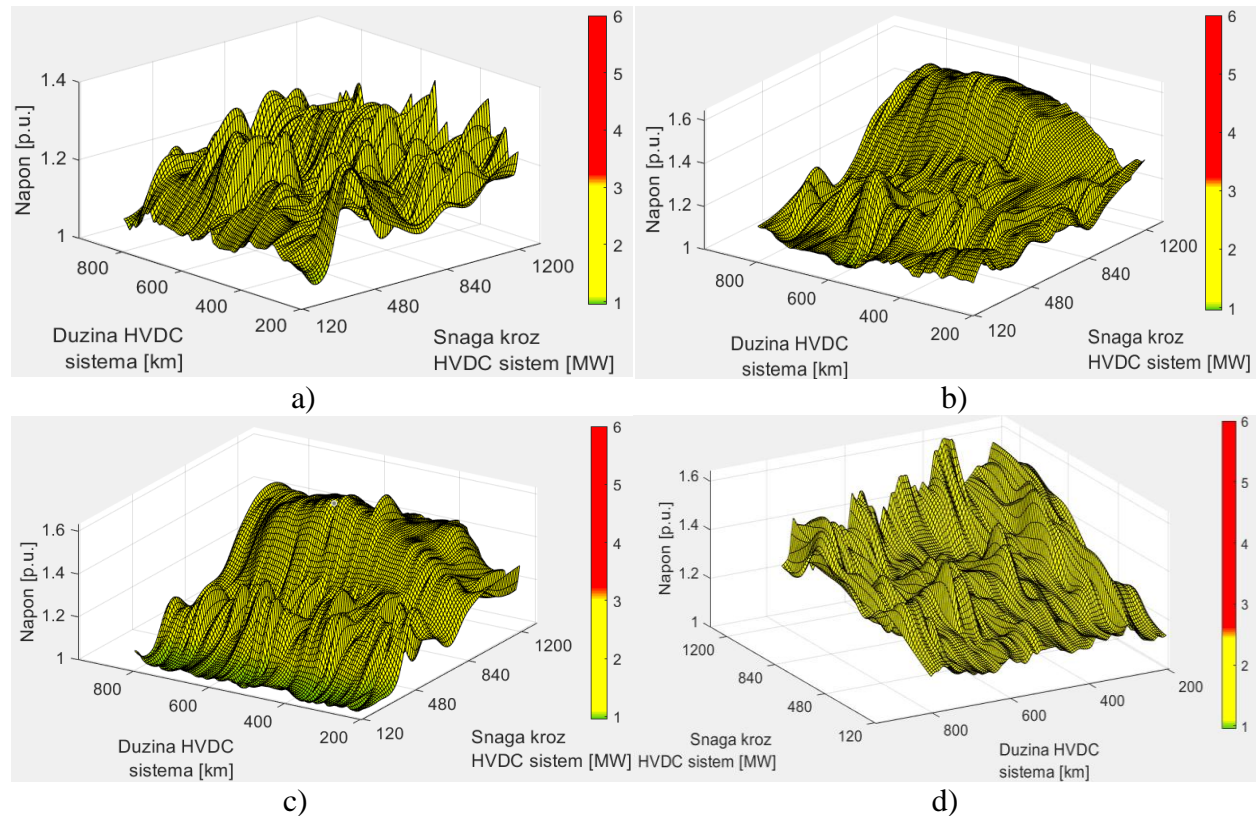 6
5
4
3
2
1
1.4
1.2
1
Napon [p.u.]
800
600
400
200
120
480
840
1200
Duzina HVDC
sistema [km]
Snaga kroz
HVDC sistem [MW]
a)
6
5
4
3
2
1
1.6
1.4
1.2
1
Napon [p.u.]
800
600
400
200
120
480
840
1200
Duzina HVDC
sistema [km]
Snaga kroz
HVDC sistem [MW]
b)
6
5
4
3
2
1
1.6
1.4
1.2
1
Napon [p.u.]
800
600
400
200
120
480
840
1200
Duzina HVDC
sistema [km]
Snaga kroz
HVDC sistem [MW]
c)
6
5
4
3
2
1
1.6
1.4
1.2
1
Napon [p.u.]
1200
840
480
120
800
600
400
200
Snaga kroz
HVDC sistem [MW]
Duzina HVDC
sistema [km]
d)